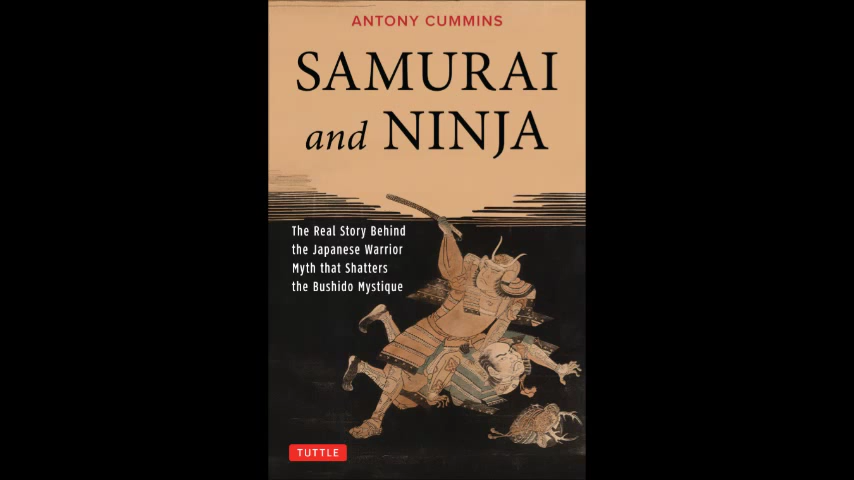 ANTONY CUMMINS
SAMURAI
and NINJA
The Real Story Behind
the Japanese Warrior
Myth that Shatters
the Bushido Mystique
TUTTLE